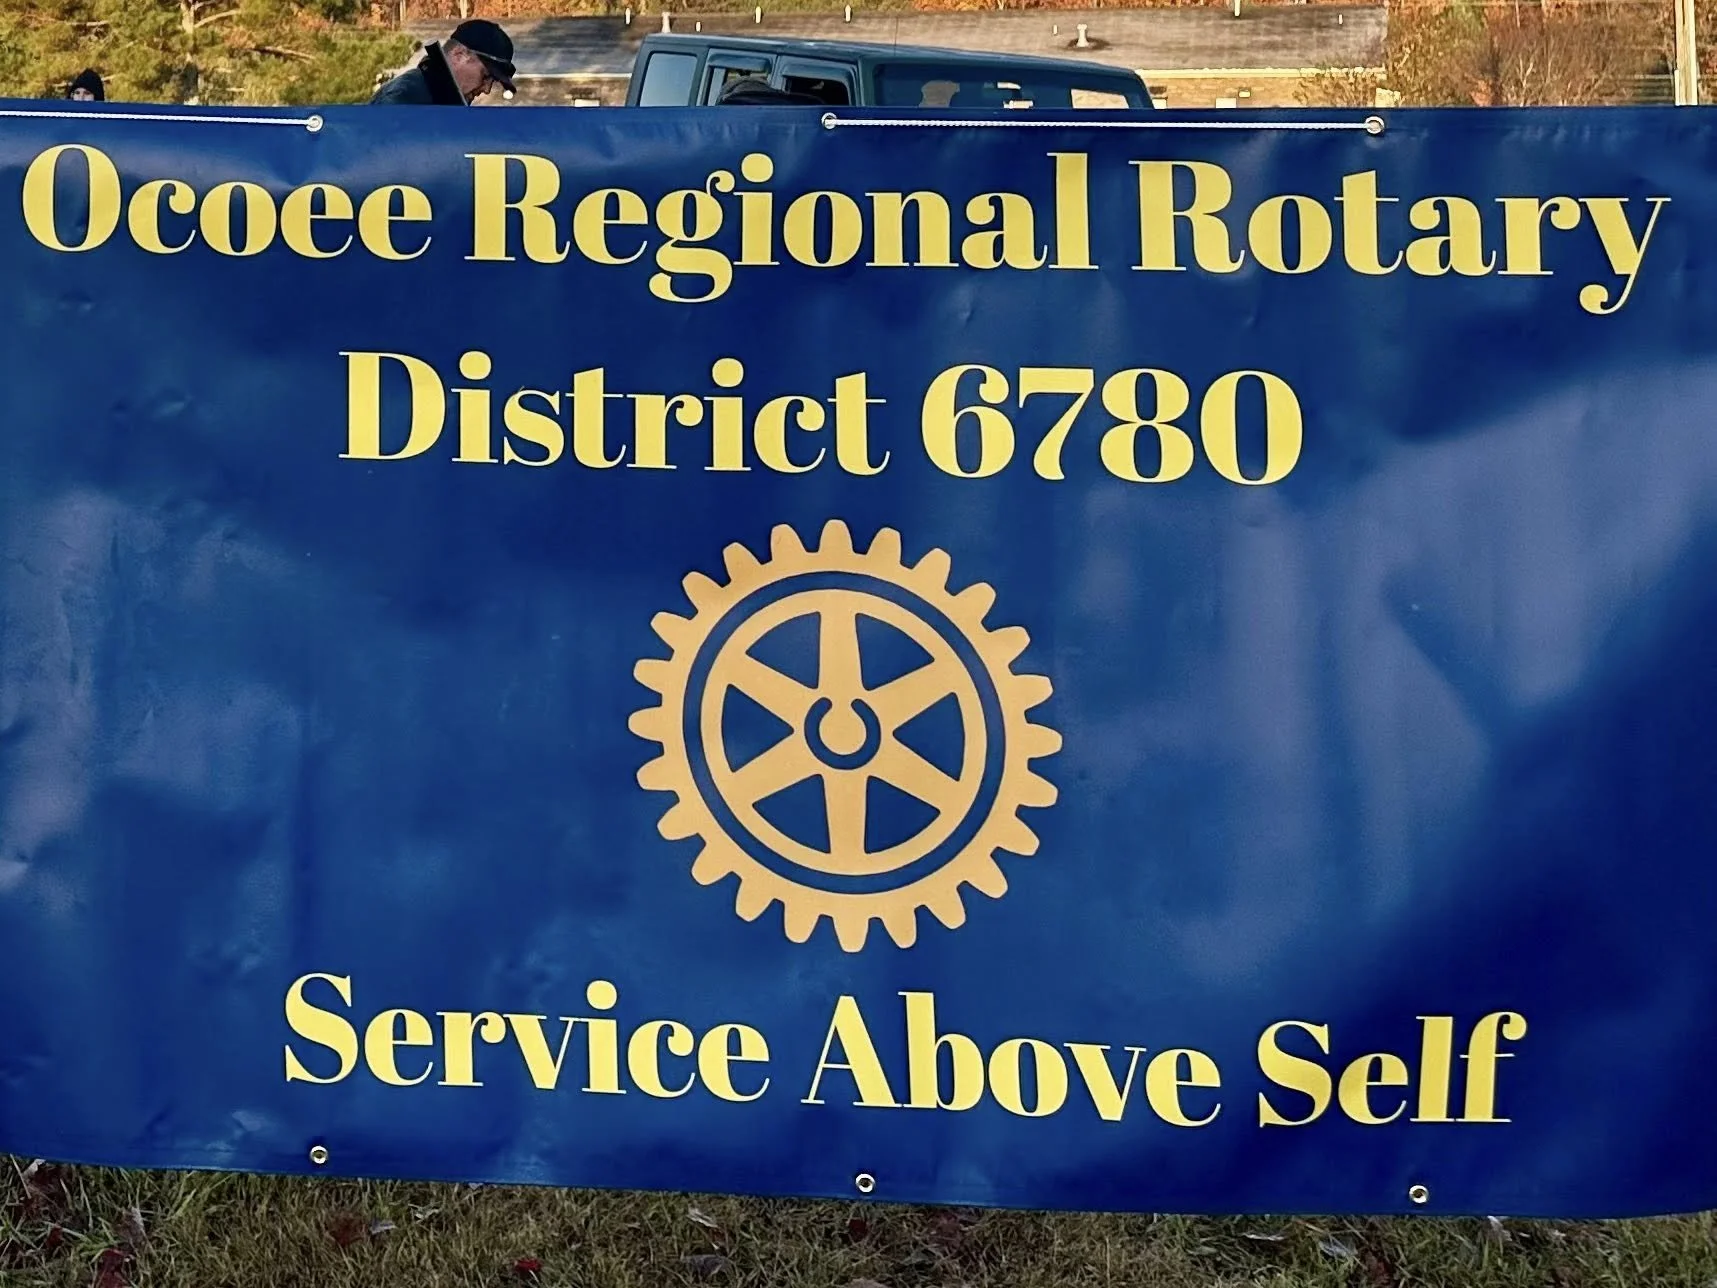 Ocoee Regional Rotary
District 6780
Service Above Self